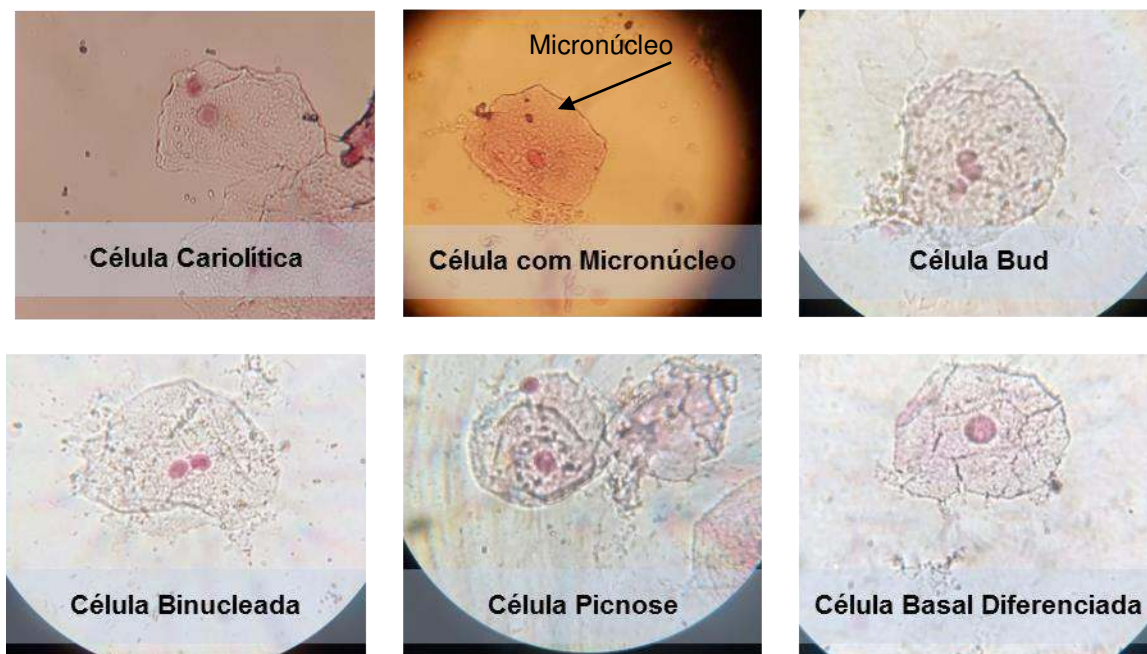 Micronúcleo
Célula Cariolítica
Célula com Micronúcleo
Célula Bud
Célula Binucleada
Célula Picnose
Célula Basal Diferenciada